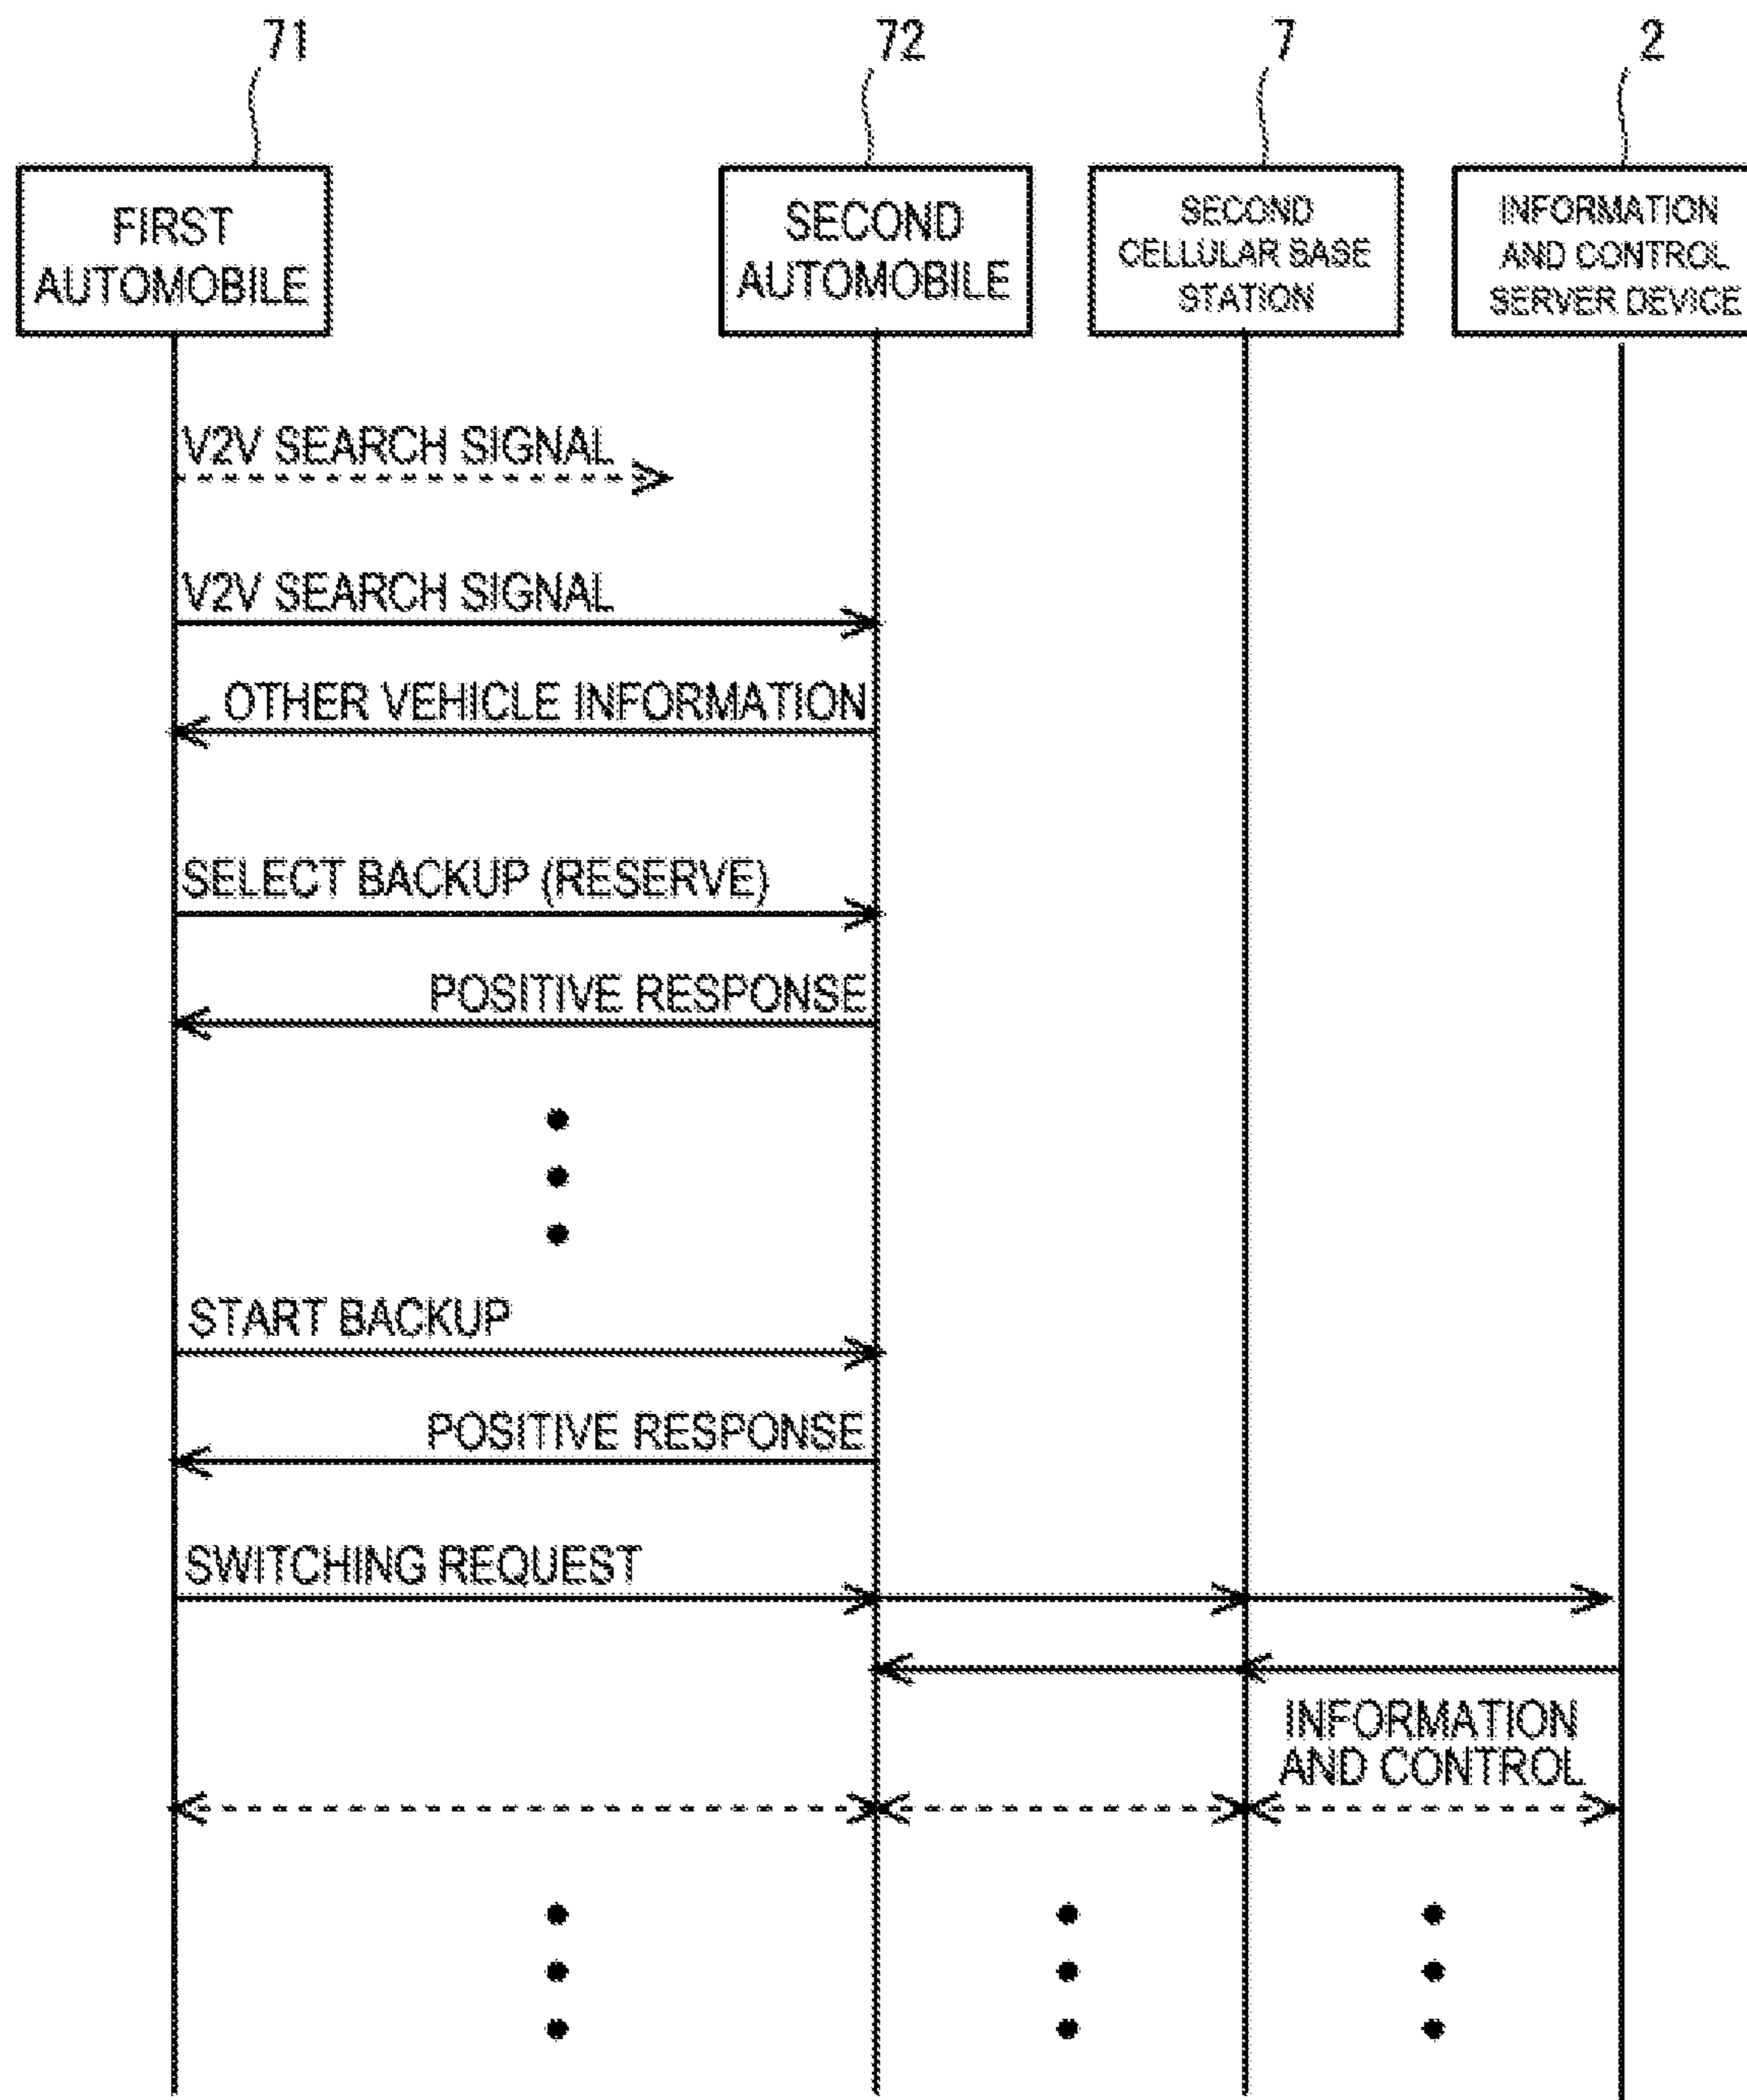 71
72
7
2
FIRST
AUTOMOBILE
SECOND
AUTOMOBILE
SECOND
CELLULAR BASE
STATION
INFORMATION
AND CONTROL
SERVER DEVICE
V2V SEARCH SIGNAL
V2V SEARCH SIGNAL
OTHER VEHICLE INFORMATION
SELECT BACKUP (RESERVE)
POSITIVE RESPONSE
START BACKUP
POSITIVE RESPONSE
SWITCHING REQUEST
INFORMATION
AND CONTROL